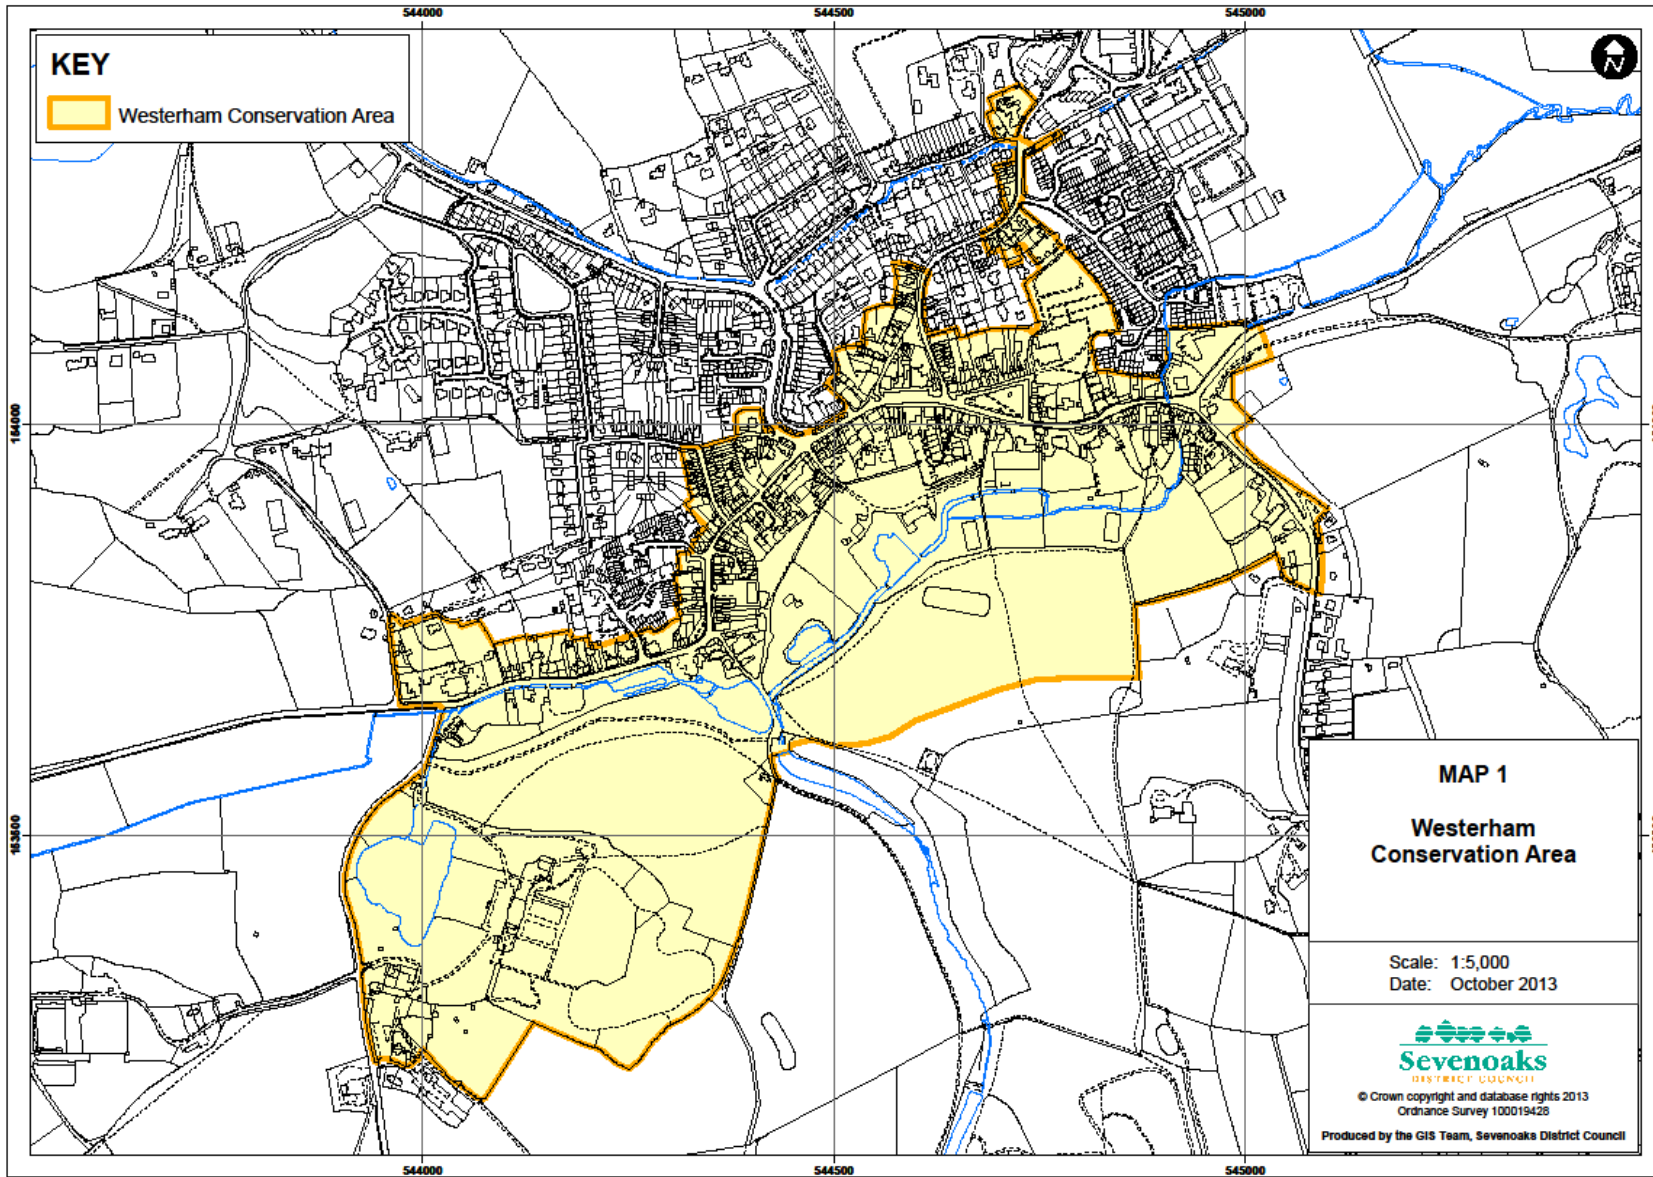 544000
544500
545000
KEY
Westerham Conservation Area
N
164000
163500
MAP 1
Westerham
Conservation Area
Scale: 1:5,000
Date: October 2013
Sevenoaks
DISTRICT COUNCIL
© Crown copyright and database rights 2013
Ordnance Survey 100019428
Produced by the GIS Team, Sevenoaks District Council
544000
544500
545000